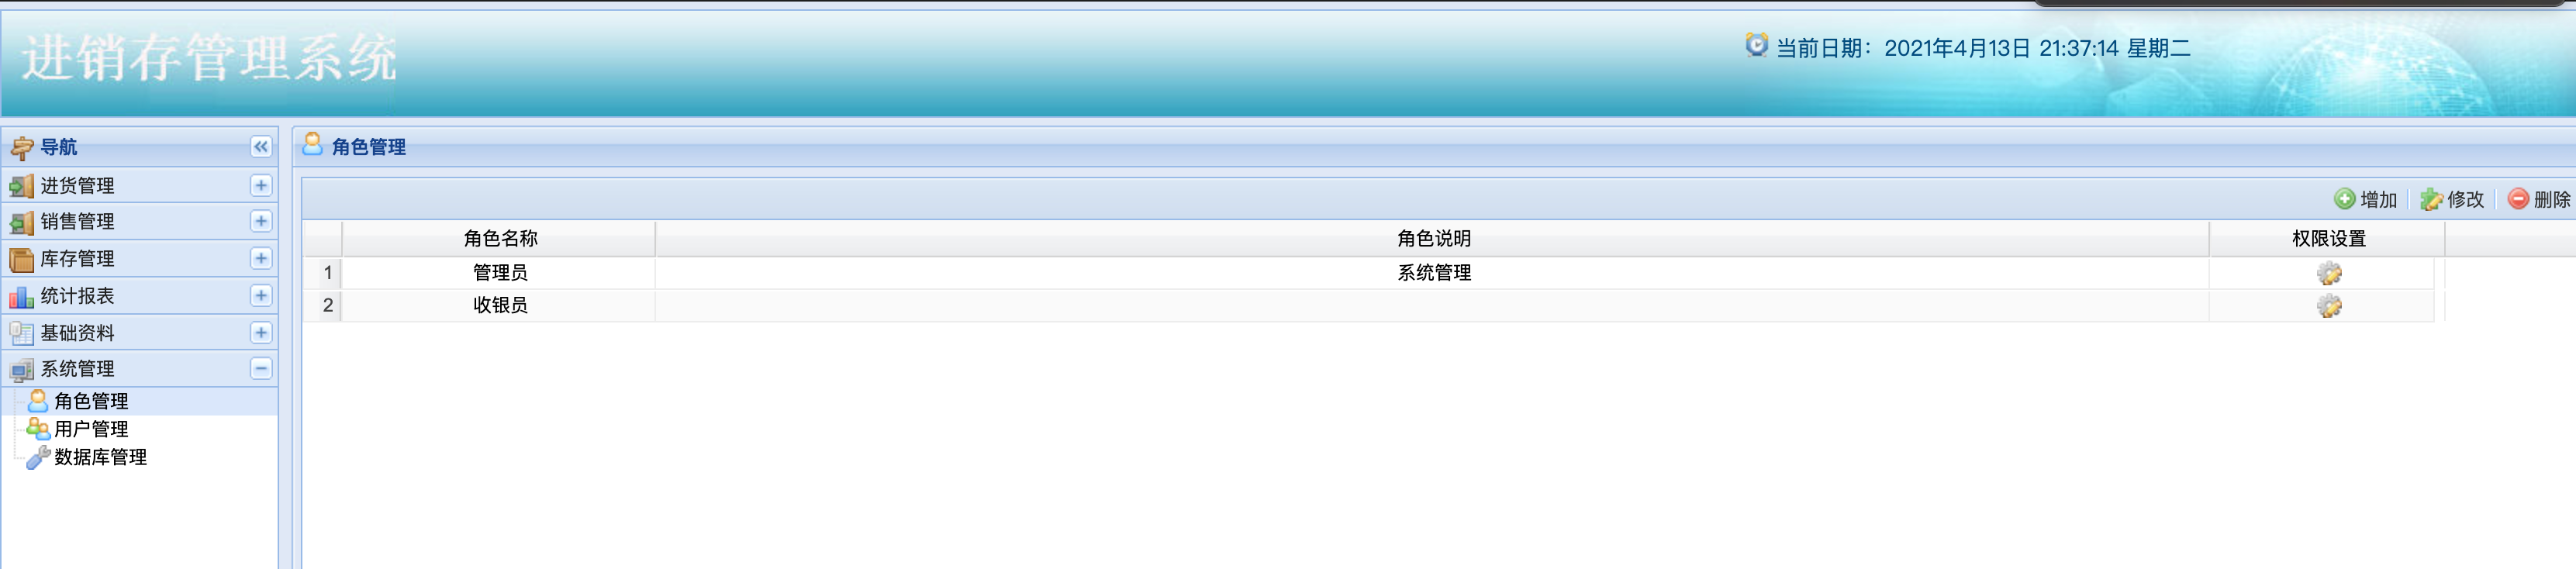 进销存管理系统
当前日期：2021年4月13日 21:37:14 星期二
导航
进货管理
销售管理
库存管理
统计报表
基础资料
系统管理
角色管理
用户管理
数据库管理
角色管理
增加 修改 删除
角色名称 角色说明 权限设置
1 管理员 系统管理
2 收银员